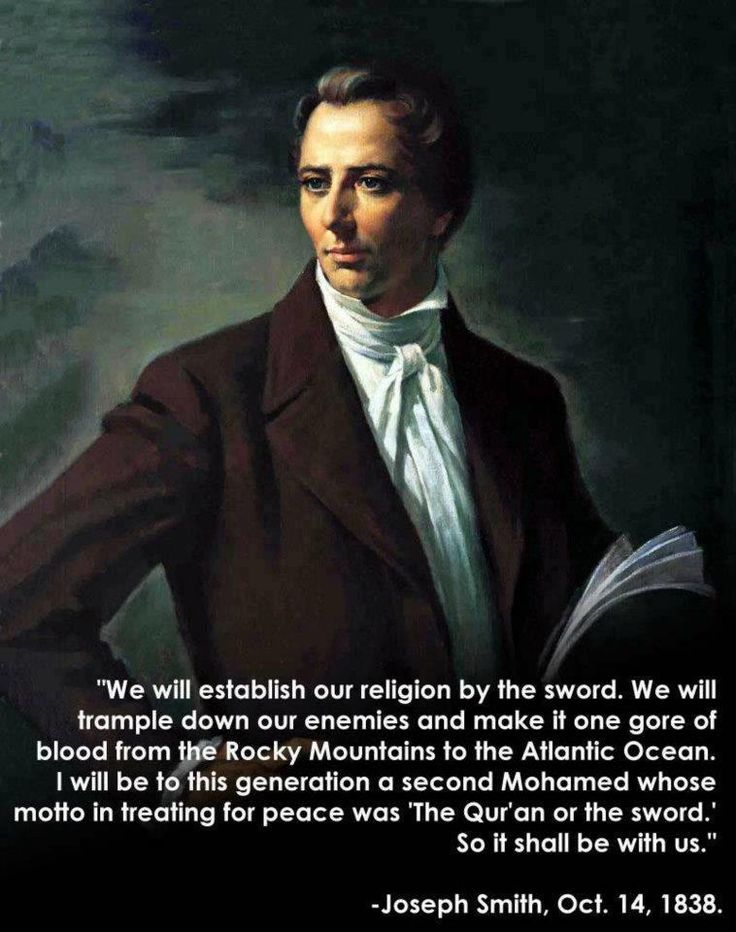 "We will establish our religion by the sword. We will
trample down our enemies and make it one gore of
blood from the Rocky Mountains to the Atlantic Ocean.
I will be to this generation a second Mohamed whose
motto in treating for peace was 'The Qur'an or the sword.'
So it shall be with us."
-Joseph Smith, Oct. 14, 1838.